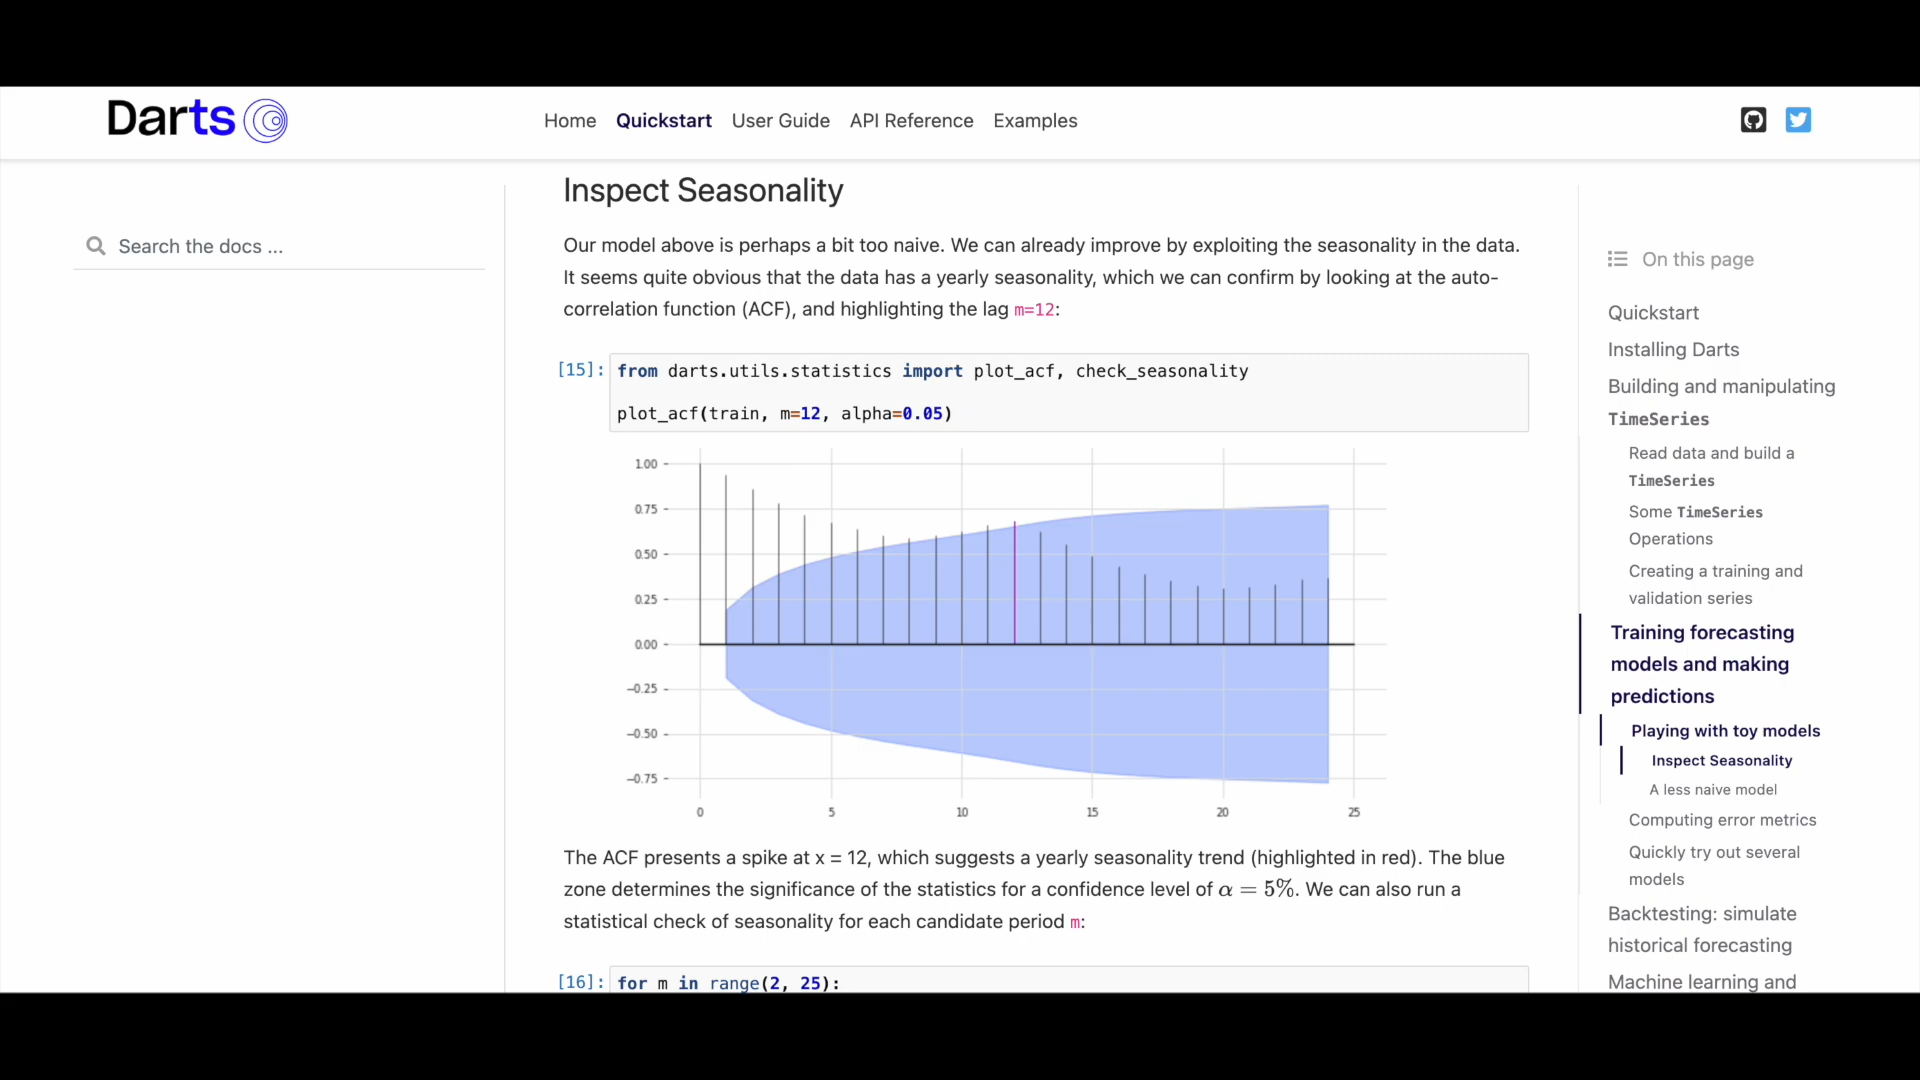 Darts
Home Quickstart User Guide API Reference Examples
Search the docs ...
Inspect Seasonality
Our model above is perhaps a bit too naive. We can already improve by exploiting the seasonality in the data.
It seems quite obvious that the data has a yearly seasonality, which we can confirm by looking at the auto-
correlation function (ACF), and highlighting the lag m=12:
[15]: from darts.utils.statistics import plot_acf, check_seasonality
plot_acf(train, m=12, alpha=0.05)
1.00
0.75
0.50
0.25
0.00
−0.25
−0.50
−0.75
0 5 10 15 20 25
The ACF presents a spike at x = 12, which suggests a yearly seasonality trend (highlighted in red). The blue
zone determines the significance of the statistics for a confidence level of α = 5%. We can also run a
statistical check of seasonality for each candidate period m:
[16]: for m in range(2, 25):
On this page
Quickstart
Installing Darts
Building and manipulating
TimeSeries
Read data and build a
TimeSeries
Some TimeSeries
Operations
Creating a training and
validation series
Training forecasting
models and making
predictions
Playing with toy models
Inspect Seasonality
A less naive model
Computing error metrics
Quickly try out several
models
Backtesting: simulate
historical forecasting
Machine learning and